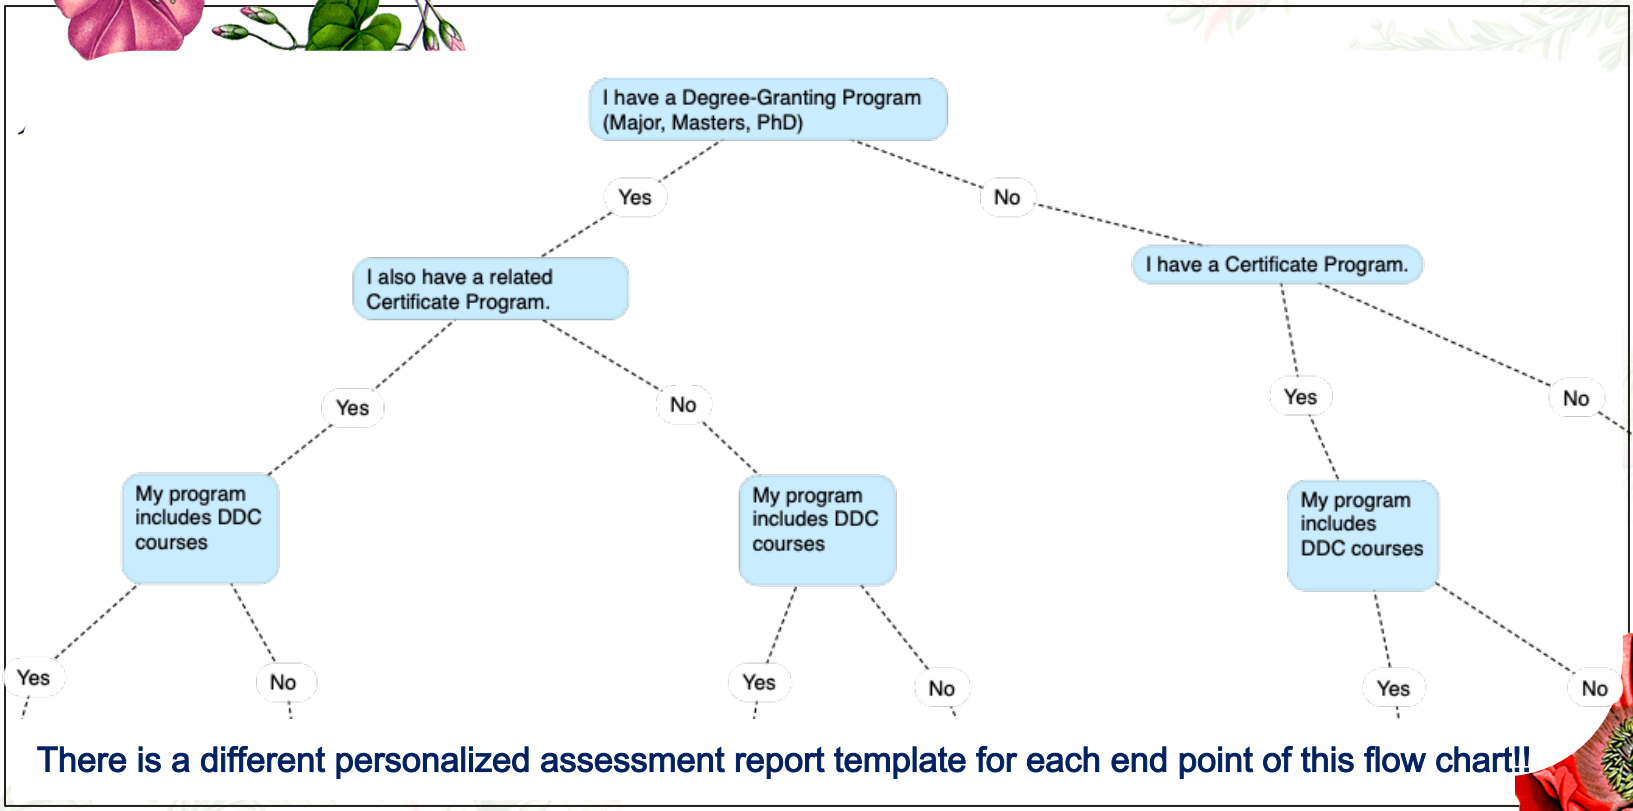 I have a Degree-Granting Program
(Major, Masters, PhD)
Yes
No
I also have a related
Certificate Program.
I have a Certificate Program.
Yes
No
Yes
No
My program
includes DDC
courses
My program
includes DDC
courses
My program
includes
DDC courses
Yes
No
Yes
No
Yes
No
There is a different personalized assessment report template for each end point of this flow chart!!